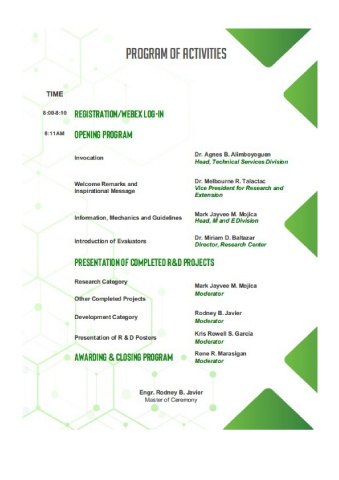 PROGRAM OF ACTIVITIES
TIME
8:00-8:10 REGISTRATION/WEBEX LOG-IN
8:11AM OPENING PROGRAM
Invocation
Dr. Agnes B. Alimboyoguen
Head, Technical Services Division
Welcome Remarks and
Inspirational Message
Dr. Melbourne R. Talactac
Vice President for Research and
Extension
Information, Mechanics and Guidelines
Mark Jayvee M. Mojica
Head, M and E Division
Introduction of Evaluators
Dr. Miriam D. Baltazar
Director, Research Center
PRESENTATION OF COMPLETED R&D PROJECTS
Research Category
Other Completed Projects
Mark Jayvee M. Mojica
Moderator
Development Category
Rodney B. Javier
Moderator
Presentation of R & D Posters
Kris Rowell S. Garcia
Moderator
AWARDING & CLOSING PROGRAM
Rene R. Marasigan
Moderator
Engr. Rodney B. Javier
Master of Ceremony